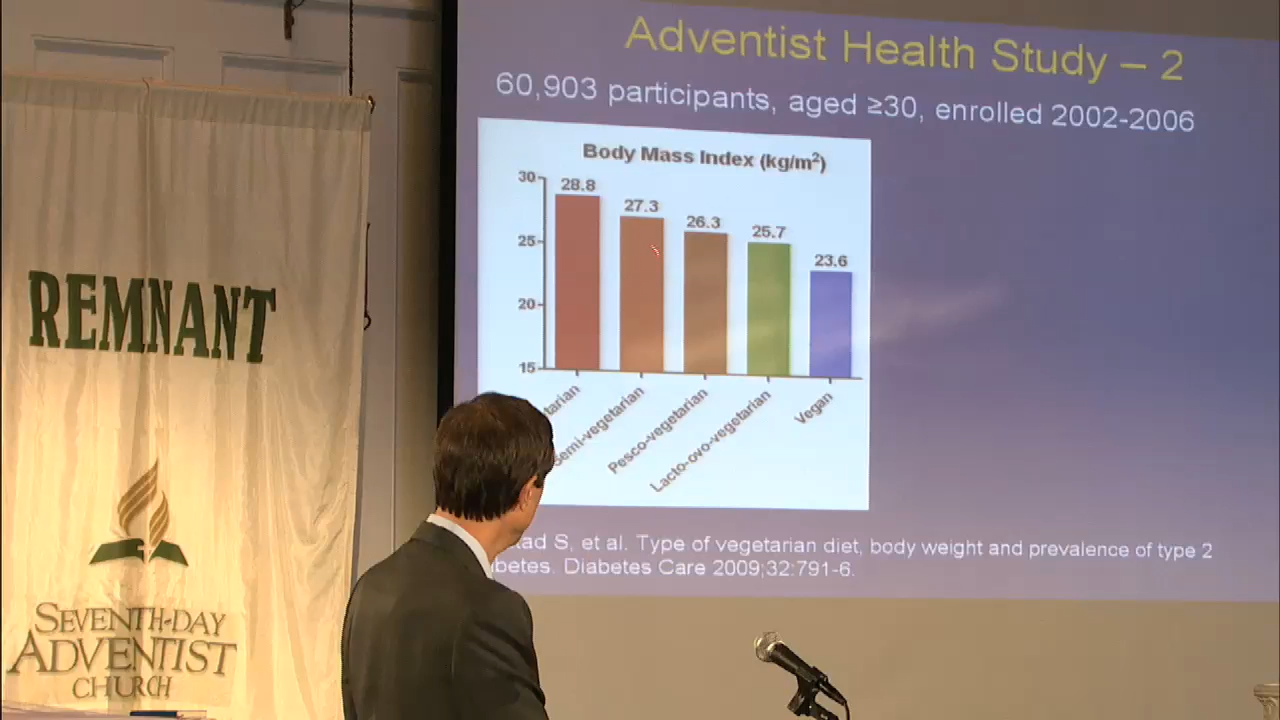 Adventist Health Study – 2
60,903 participants, aged ≥30, enrolled 2002-2006
Body Mass Index (kg/m²)
30
25
20
15
28.8
27.3
26.3
25.7
23.6
Pesco-vegetarian
Lacto-ovo-vegetarian
Vegan
S, et al. Type of vegetarian diet, body weight and prevalence of type 2
Diabetes Care 2009;32:791-6.
REMNANT
SEVENTH-DAY
ADVENTIST
CHURCH